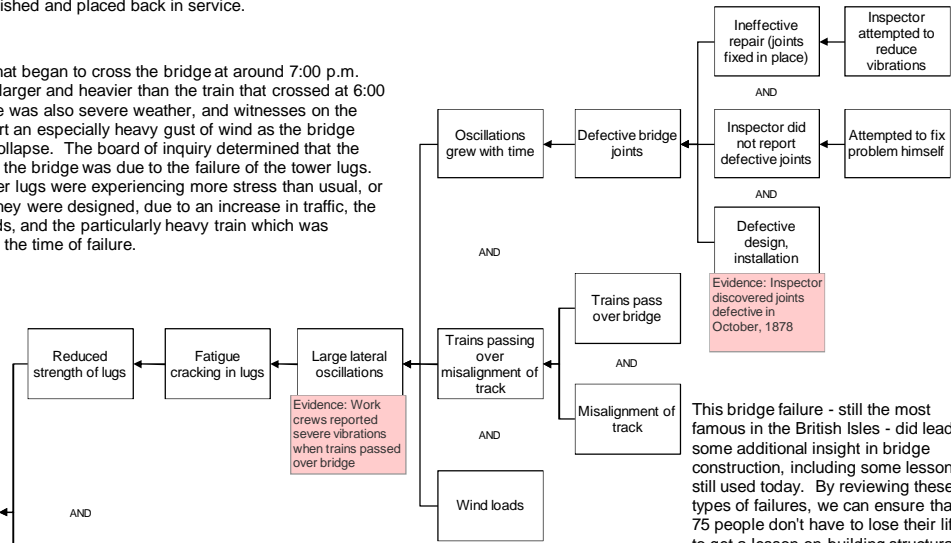 ished and placed back in service.
hat began to cross the bridge at around 7:00 p.m.
larger and heavier than the train that crossed at 6:00
e was also severe weather, and witnesses on the
rt an especially heavy gust of wind as the bridge
ollapse. The board of inquiry determined that the
the bridge was due to the failure of the tower lugs.
er lugs were experiencing more stress than usual, or
hey were designed, due to an increase in traffic, the
ds, and the particularly heavy train which was
the time of failure.
Ineffective
repair (joints
fixed in place)
Inspector
attempted to
reduce
vibrations
AND
Oscillations
grew with time
Defective bridge
joints
Inspector did
not report
defective joints
Attempted to fix
problem himself
AND
Defective
design,
installation
Evidence: Inspector
discovered joints
defective in
October, 1878
AND
Trains pass
over bridge
AND
Misalignment of
track
Reduced
strength of lugs
Fatigue
cracking in lugs
Large lateral
oscillations
Evidence: Work
crews reported
severe vibrations
when trains passed
over bridge
Trains passing
over
misalignment of
track
AND
Wind loads
AND
This bridge failure - still the most
famous in the British Isles - did lead
some additional insight in bridge
construction, including some lesson
still used today. By reviewing these
types of failures, we can ensure tha
75 people don't have to lose their lif
to get a lesson on building structure